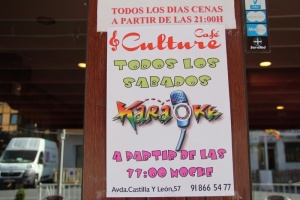 TODOS LOS DIAS CENAS
A PARTIR DE LAS 21:00H
Café
Culture
TODOS LOS
SABADOS
KaRaOKe
A PARTIR DE LAS
11:00 NOCHE
Avda.Castilla Y León,57 91 866 54 77